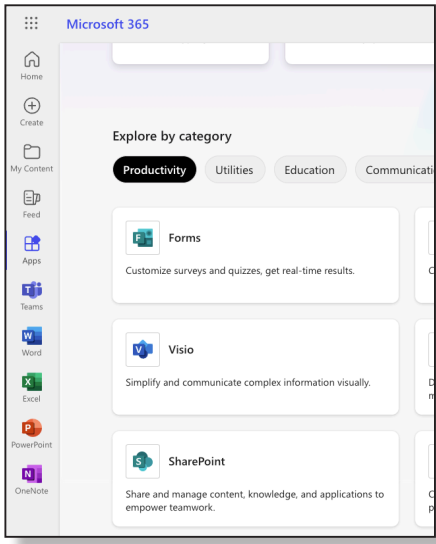 Microsoft 365
Home
Create
My Content
Feed
Apps
Teams
Word
Excel
PowerPoint
OneNote
Explore by category
Productivity
Utilities
Education
Forms
Customize surveys and quizzes, get real-time results.
Visio
Simplify and communicate complex information visually.
SharePoint
Share and manage content, knowledge, and applications to
empower teamwork.